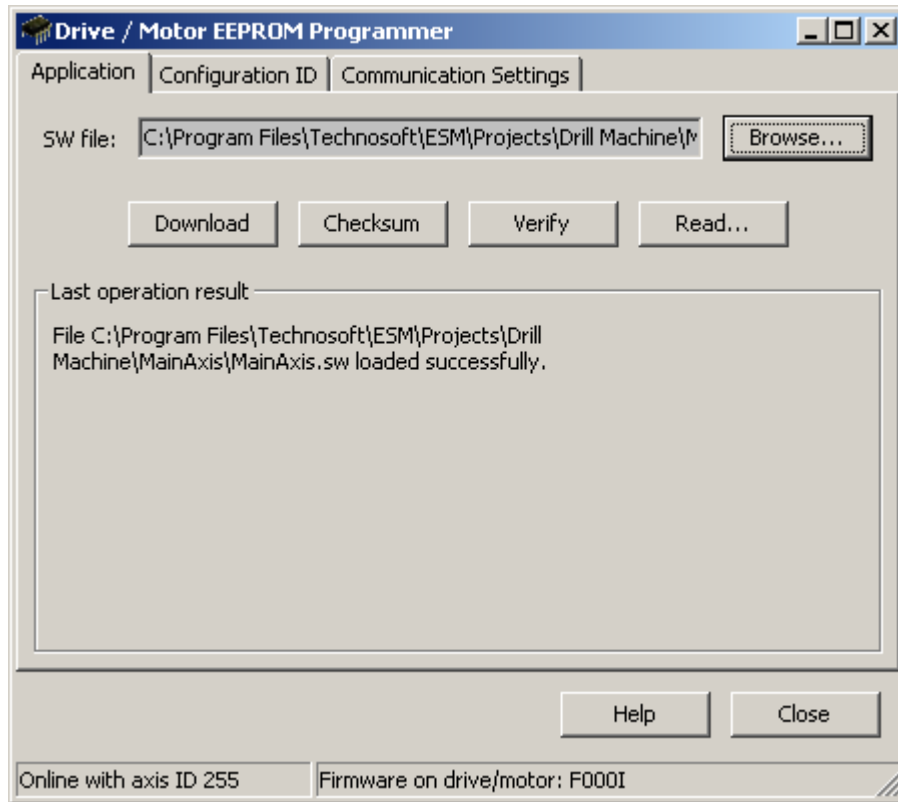 Drive / Motor EEPROM Programmer
Application Configuration ID Communication Settings
SW file: C:\Program Files\Technosoft\ESM\Projects\Drill Machine\M Browse...
Download Checksum Verify Read...
Last operation result
File C:\Program Files\Technosoft\ESM\Projects\Drill
Machine\MainAxis\MainAxis.sw loaded successfully.
Help Close
Online with axis ID 255 Firmware on drive/motor: F000I